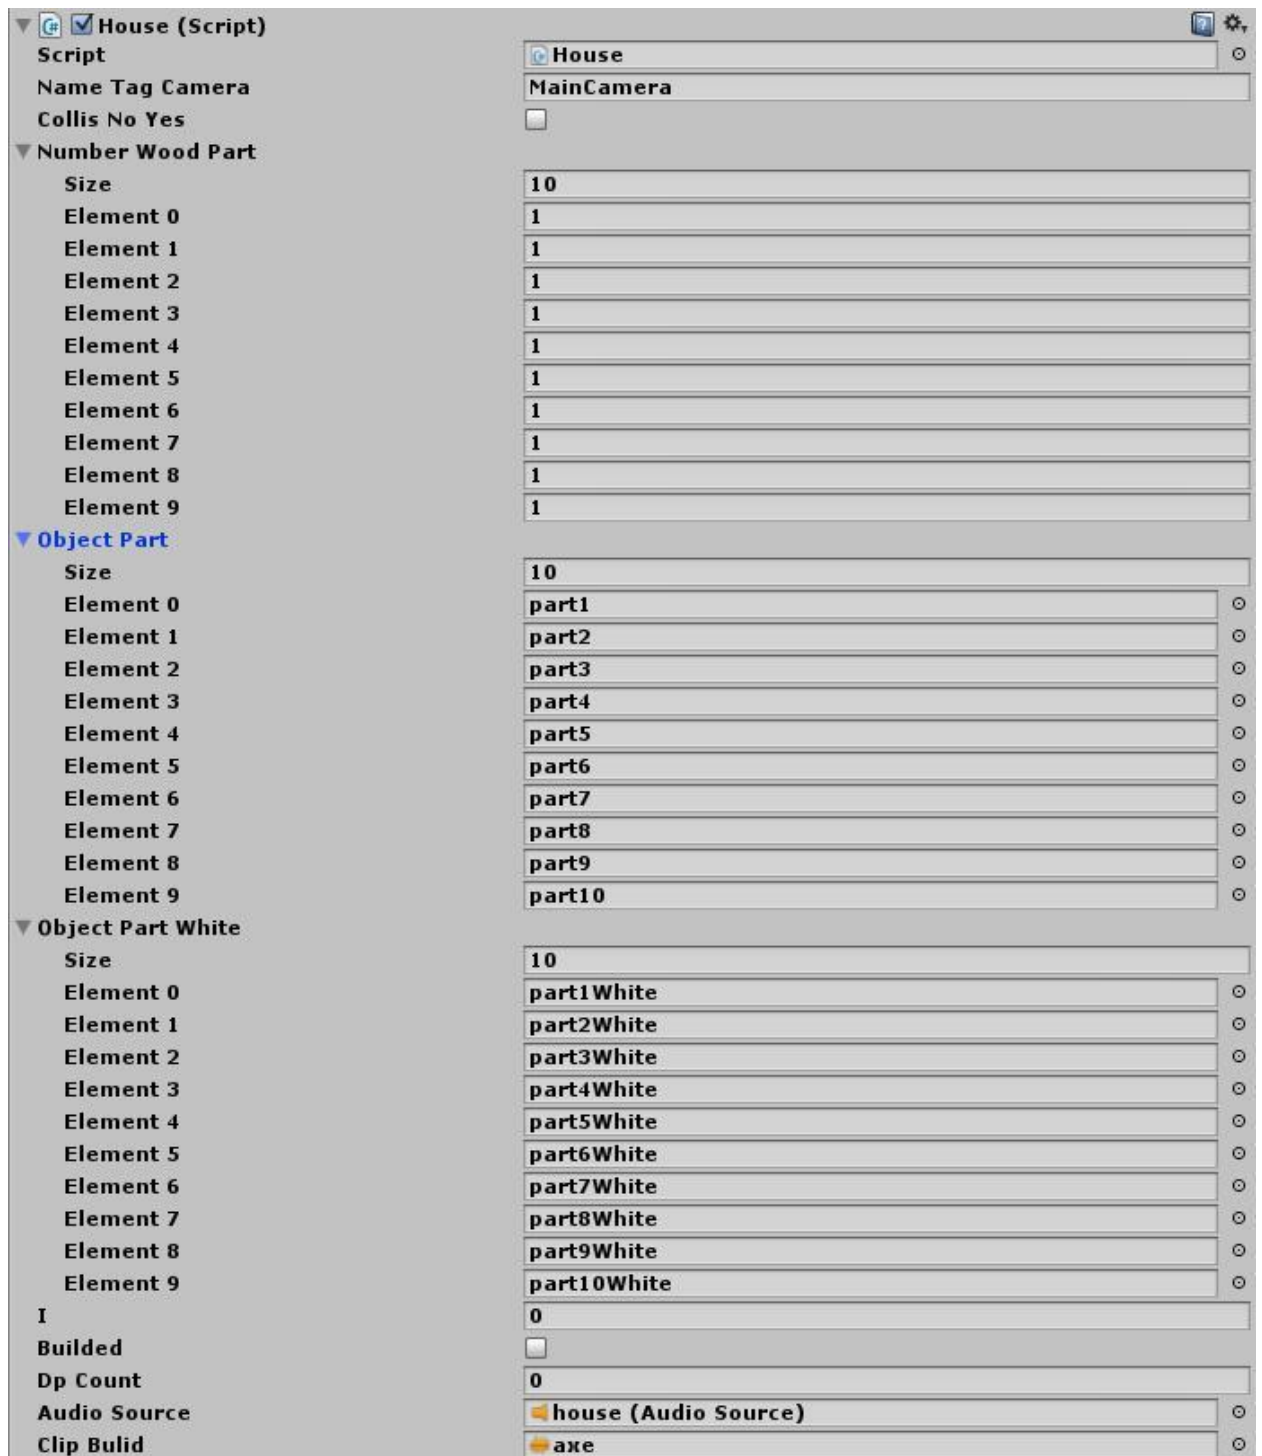 House (Script)
Script House
Name Tag Camera MainCamera
Collis No Yes
Number Wood Part
Size 10
Element 0 1
Element 1 1
Element 2 1
Element 3 1
Element 4 1
Element 5 1
Element 6 1
Element 7 1
Element 8 1
Element 9 1
Object Part
Size 10
Element 0 part1
Element 1 part2
Element 2 part3
Element 3 part4
Element 4 part5
Element 5 part6
Element 6 part7
Element 7 part8
Element 8 part9
Element 9 part10
Object Part White
Size 10
Element 0 part1White
Element 1 part2White
Element 2 part3White
Element 3 part4White
Element 4 part5White
Element 5 part6White
Element 6 part7White
Element 7 part8White
Element 8 part9White
Element 9 part10White
I 0
Builded
Dp Count 0
Audio Source house (Audio Source)
Clip Bulid axe